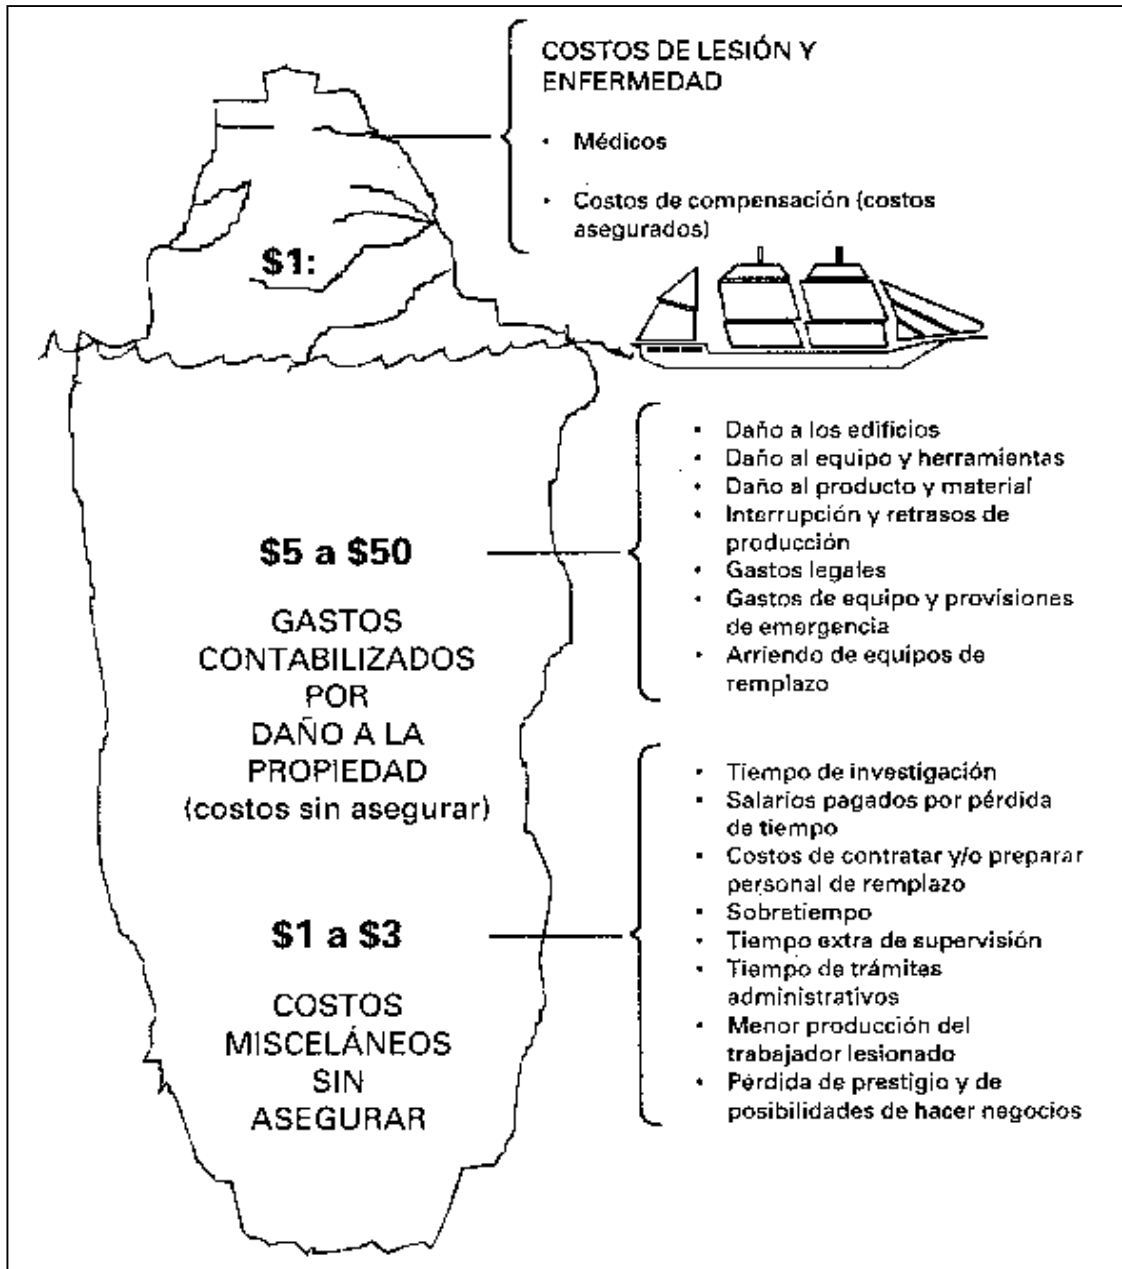 COSTOS DE LESIÓN Y
ENFERMEDAD
• Médicos
• Costos de compensación (costos
asegurados)
$1:
• Daño a los edificios
• Daño al equipo y herramientas
• Daño al producto y material
• Interrupción y retrasos de
producción
• Gastos legales
• Gastos de equipo y provisiones
de emergencia
• Arriendo de equipos de
remplazo
$5 a $50
GASTOS
CONTABILIZADOS
POR
DAÑO A LA
PROPIEDAD
(costos sin asegurar)
• Tiempo de investigación
• Salarios pagados por pérdida
de tiempo
• Costos de contratar y/o preparar
personal de remplazo
• Sobretiempo
• Tiempo extra de supervisión
• Tiempo de trámites
administrativos
• Menor producción del
trabajador lesionado
• Pérdida de prestigio y de
posibilidades de hacer negocios
$1 a $3
COSTOS
MISCELÁNEOS
SIN
ASEGURAR